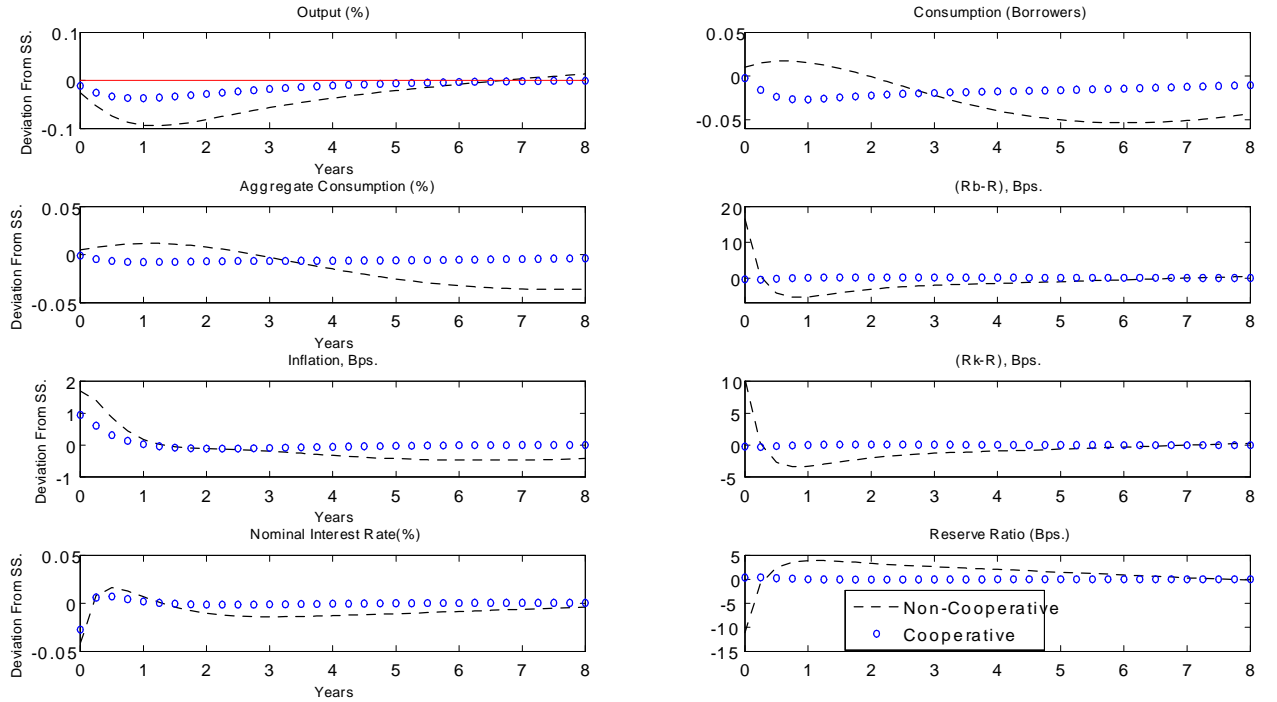 Output (%)
Deviation From SS.
0.1
0
-0.1
0 1 2 3 4 5 6 7 8
Years
Consumption (Borrowers)
0.05
0
-0.05
0 1 2 3 4 5 6 7 8
Aggregate Consumption (%)
Deviation From SS.
0.05
0
-0.05
0 1 2 3 4 5 6 7 8
Years
(Rb-R), Bps.
20
10
0
0 1 2 3 4 5 6 7 8
Inflation, Bps.
Deviation From SS.
2
1
0
-1
0 1 2 3 4 5 6 7 8
Years
(Rk-R), Bps.
10
5
0
-5
0 1 2 3 4 5 6 7 8
Nominal Interest Rate(%)
Deviation From SS.
0.05
0
-0.05
0 1 2 3 4 5 6 7 8
Years
Reserve Ratio (Bps.)
5
0
-5
-10
-15
0 1 2 3 4 5 6 7 8
Non-Cooperative
Cooperative